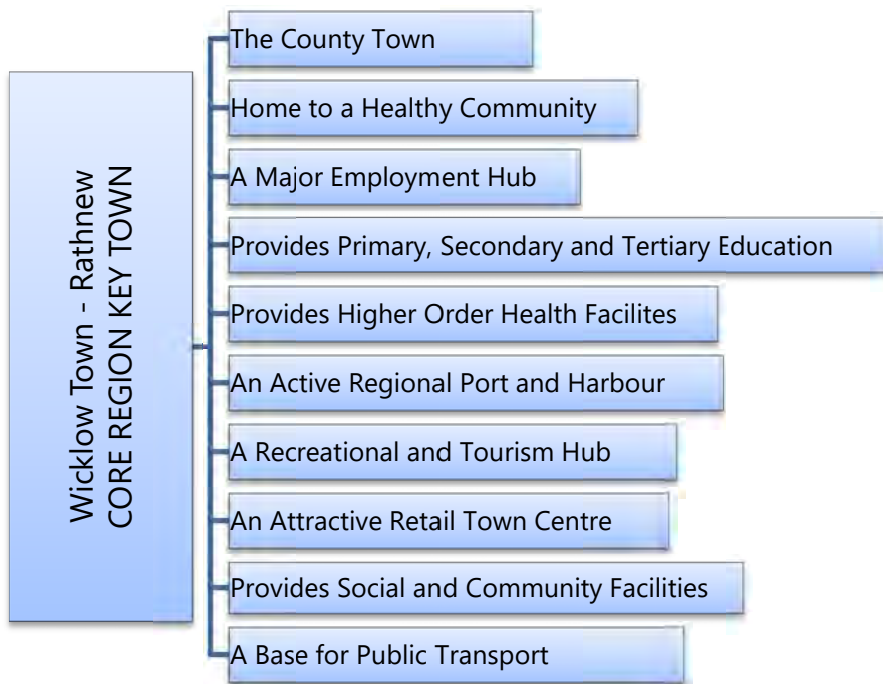 Wicklow Town - Rathnew
CORE REGION KEY TOWN
The County Town
Home to a Healthy Community
A Major Employment Hub
Provides Primary, Secondary and Tertiary Education
Provides Higher Order Health Facilites
An Active Regional Port and Harbour
A Recreational and Tourism Hub
An Attractive Retail Town Centre
Provides Social and Community Facilities
A Base for Public Transport